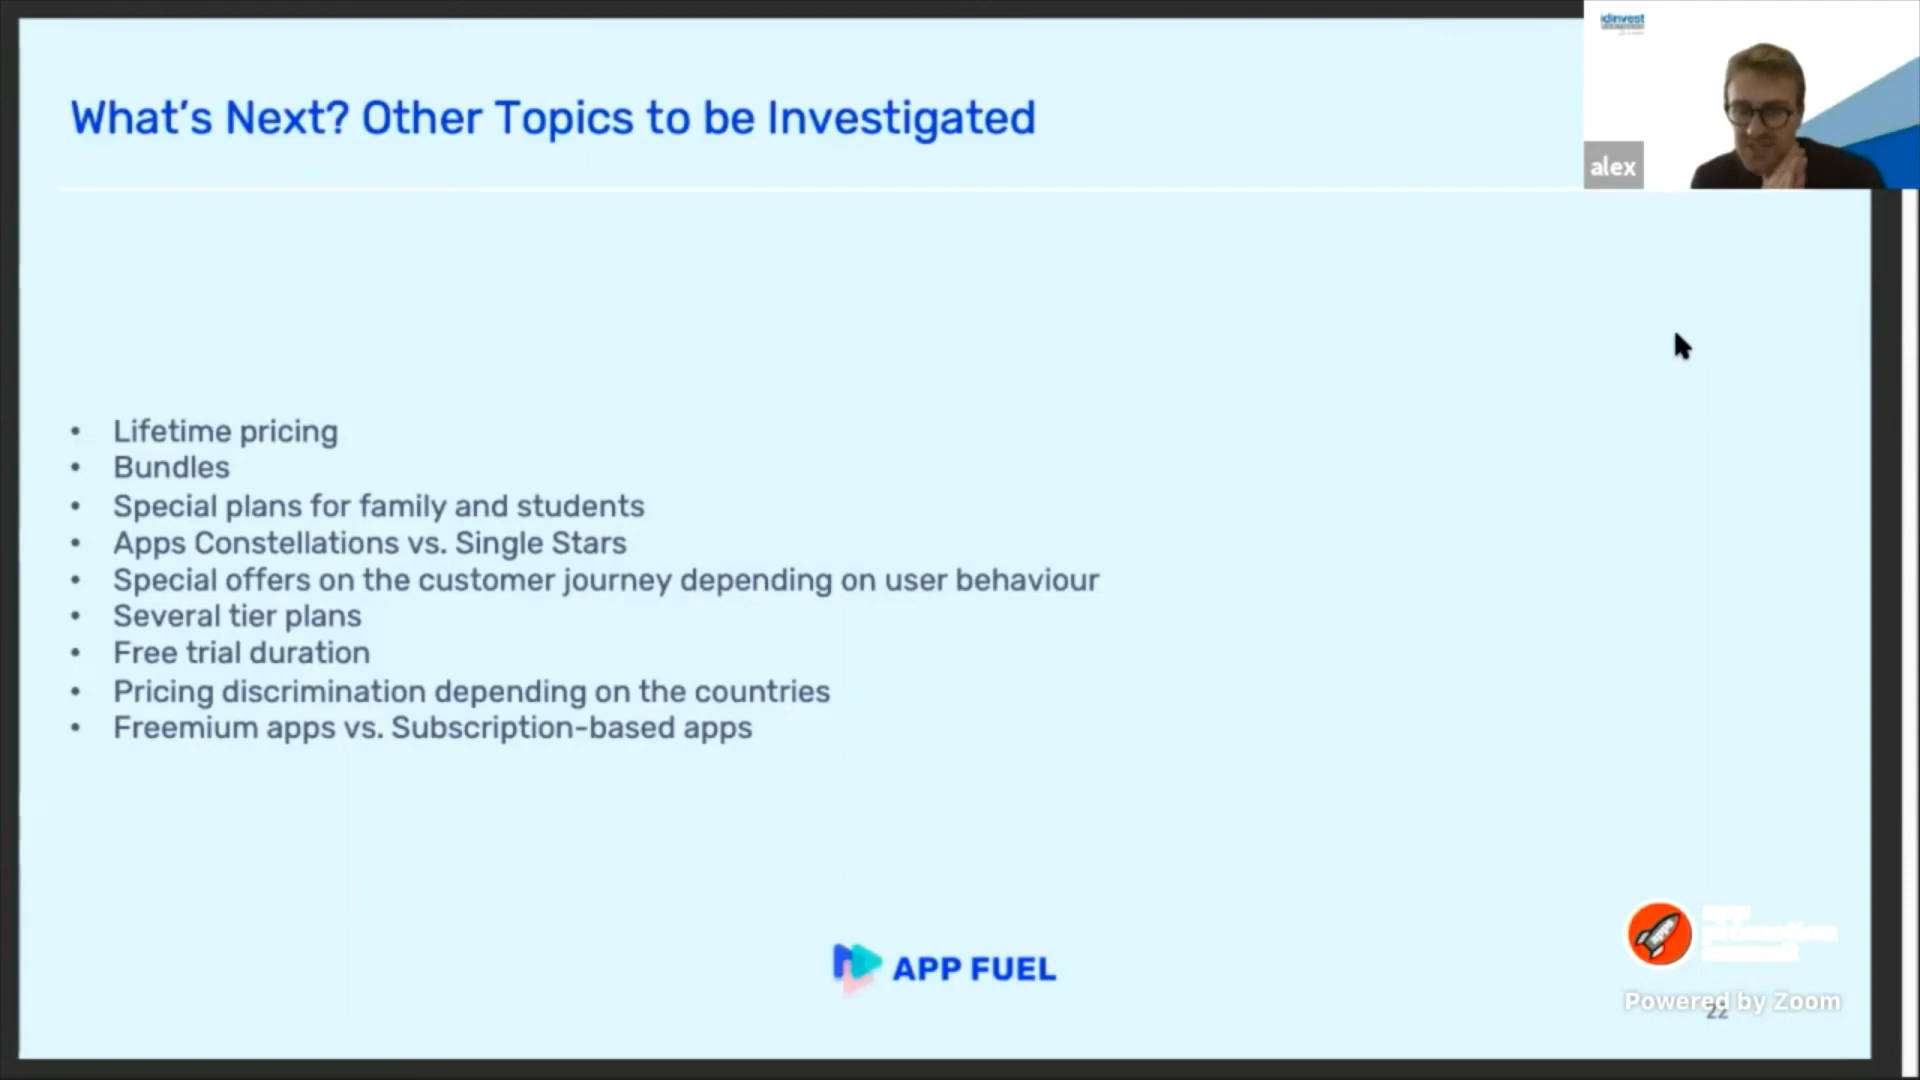 idinvest
What's Next? Other Topics to be Investigated
alex
• Lifetime pricing
• Bundles
• Special plans for family and students
• Apps Constellations vs. Single Stars
• Special offers on the customer journey depending on user behaviour
• Several tier plans
• Free trial duration
• Pricing discrimination depending on the countries
• Freemium apps vs. Subscription-based apps
APP FUEL
app
promotion
summit
Powered by Zoom
22